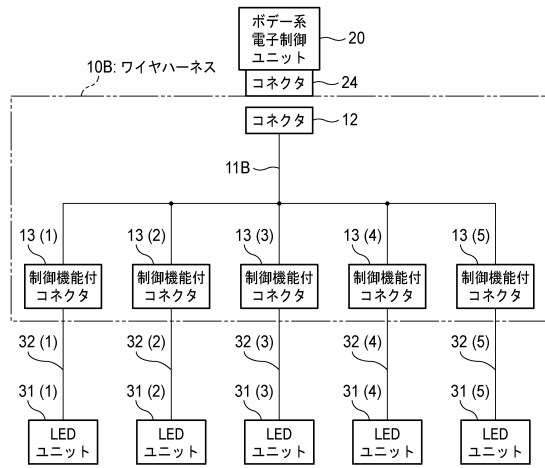 ボデー系
電子制御
ユニット
20
コネクタ
24
10B: ワイヤハーネス
コネクタ
12
11B
13 (1)
13 (2)
13 (3)
13 (4)
13 (5)
制御機能付
コネクタ
制御機能付
コネクタ
制御機能付
コネクタ
制御機能付
コネクタ
制御機能付
コネクタ
32 (1)
32 (2)
32 (3)
32 (4)
32 (5)
31 (1)
31 (2)
31 (3)
31 (4)
31 (5)
LED
ユニット
LED
ユニット
LED
ユニット
LED
ユニット
LED
ユニット